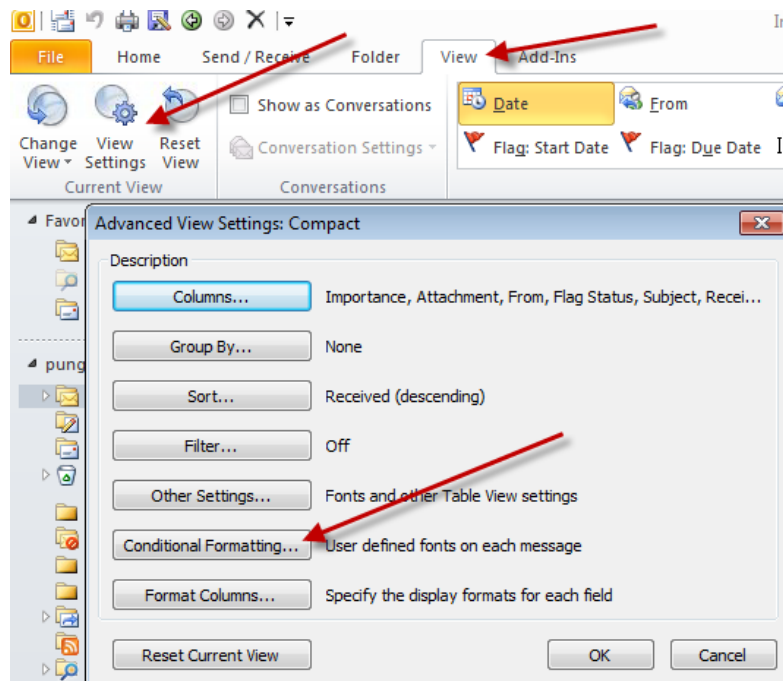 In
File Home Send / Receive Folder View Add-Ins
Change View View Settings Reset View
Show as Conversations
Conversation Settings
Date From
Flag: Start Date Flag: Due Date
Current View Conversations
Favor
Advanced View Settings: Compact
Description
Columns... Importance, Attachment, From, Flag Status, Subject, Recei...
Group By... None
pung
Sort... Received (descending)
Filter... Off
Other Settings... Fonts and other Table View settings
Conditional Formatting... User defined fonts on each message
Format Columns... Specify the display formats for each field
Reset Current View OK Cancel